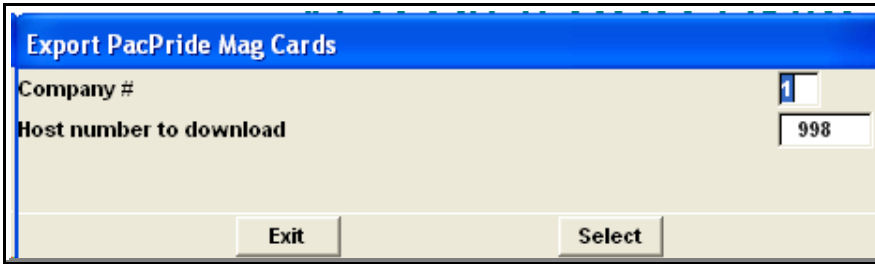 Export PacPride Mag Cards
Company # 1
Host number to download 998
Exit Select